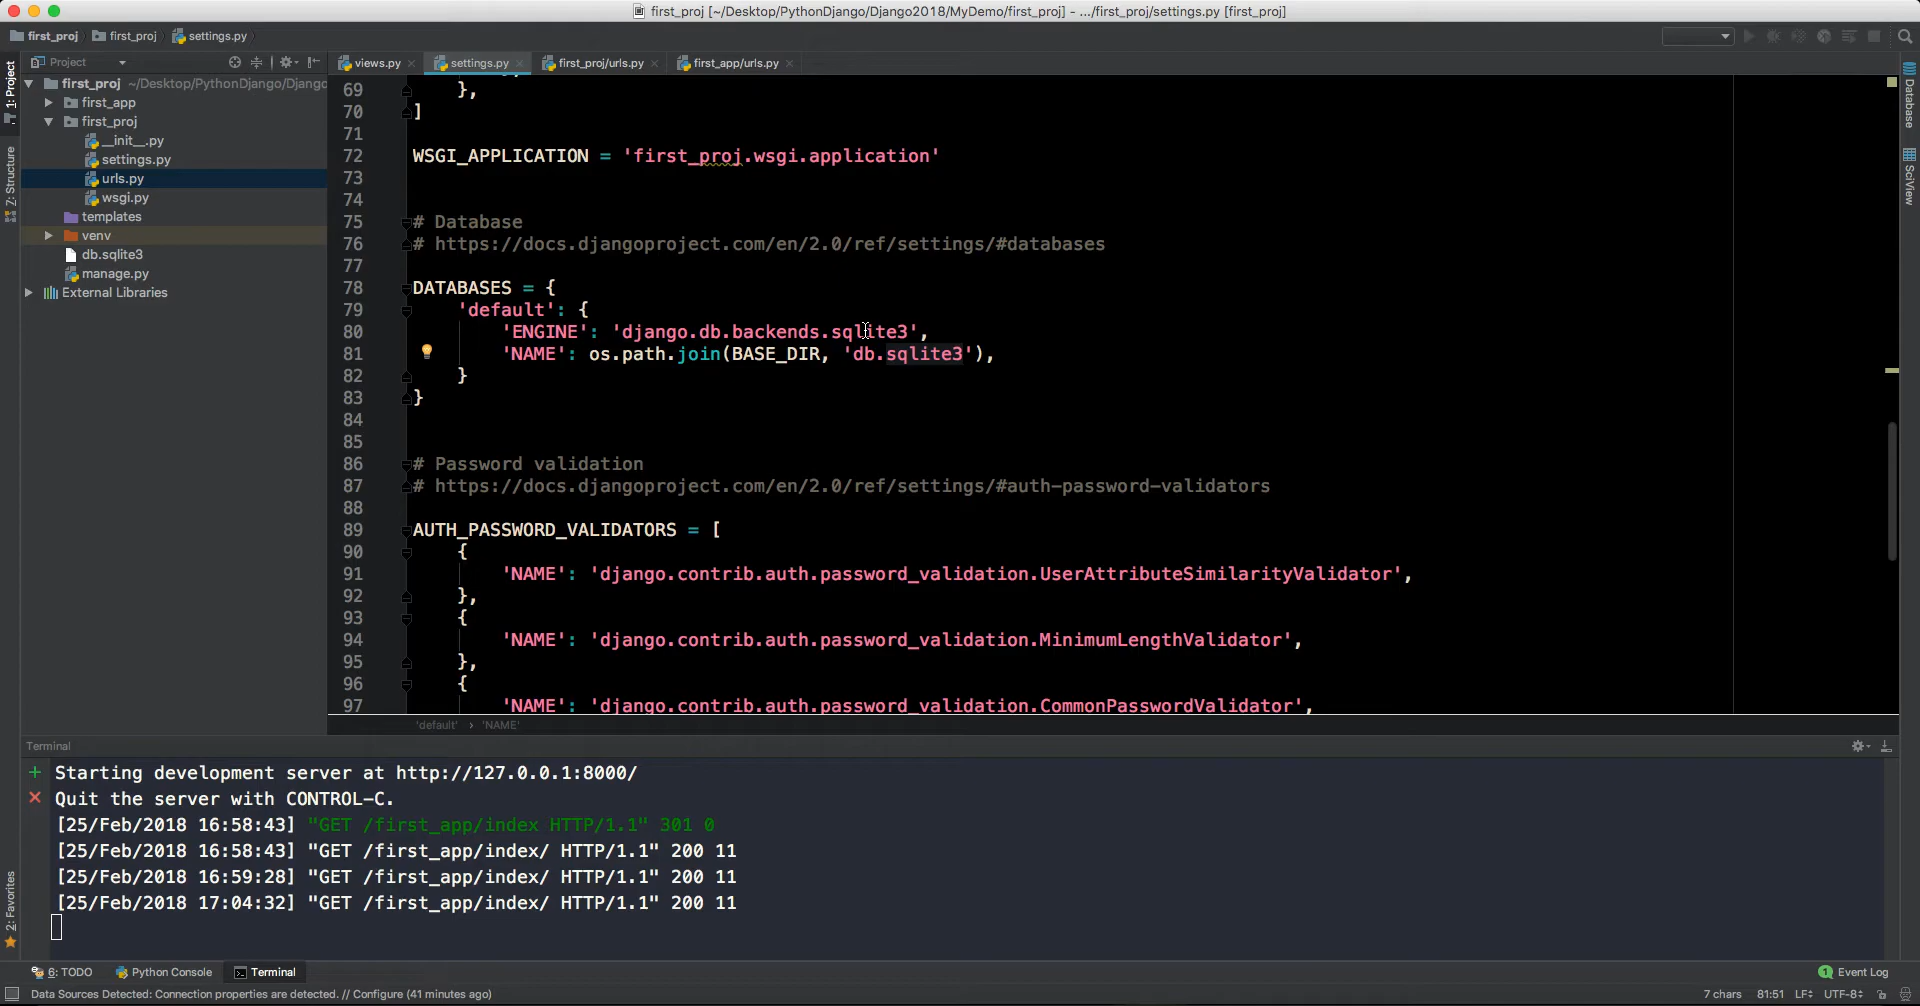 first_proj [~/Desktop/PythonDjango/Django2018/MyDemo/first_proj] - .../first_proj/settings.py [first_proj]
first_proj first_proj settings.py
Project
views.py settings.py first_proj/urls.py first_app/urls.py
1: Project
Z: Structure
2: Favorites
first_proj ~/Desktop/PythonDjango/Django
first_app
first_proj
__init__.py
settings.py
urls.py
wsgi.py
templates
venv
db.sqlite3
manage.py
External Libraries
69 },
70 ]
71
72 WSGI_APPLICATION = 'first_proj.wsgi.application'
73
74
75 # Database
76 # https://docs.djangoproject.com/en/2.0/ref/settings/#databases
77
78 DATABASES = {
79 'default': {
80 'ENGINE': 'django.db.backends.sqlite3',
81 'NAME': os.path.join(BASE_DIR, 'db.sqlite3'),
82 }
83 }
84
85
86 # Password validation
87 # https://docs.djangoproject.com/en/2.0/ref/settings/#auth-password-validators
88
89 AUTH_PASSWORD_VALIDATORS = [
90 {
91 'NAME': 'django.contrib.auth.password_validation.UserAttributeSimilarityValidator',
92 },
93 {
94 'NAME': 'django.contrib.auth.password_validation.MinimumLengthValidator',
95 },
96 {
97 'NAME': 'django.contrib.auth.password_validation.CommonPasswordValidator',
'default' › 'NAME'
Database
SciView
Terminal
Starting development server at http://127.0.0.1:8000/
Quit the server with CONTROL-C.
[25/Feb/2018 16:58:43] "GET /first_app/index HTTP/1.1" 301 0
[25/Feb/2018 16:58:43] "GET /first_app/index/ HTTP/1.1" 200 11
[25/Feb/2018 16:59:28] "GET /first_app/index/ HTTP/1.1" 200 11
[25/Feb/2018 17:04:32] "GET /first_app/index/ HTTP/1.1" 200 11
6: TODO Python Console Terminal 1 Event Log
Data Sources Detected: Connection properties are detected. // Configure (41 minutes ago) 7 chars 81:51 LF÷ UTF-8÷